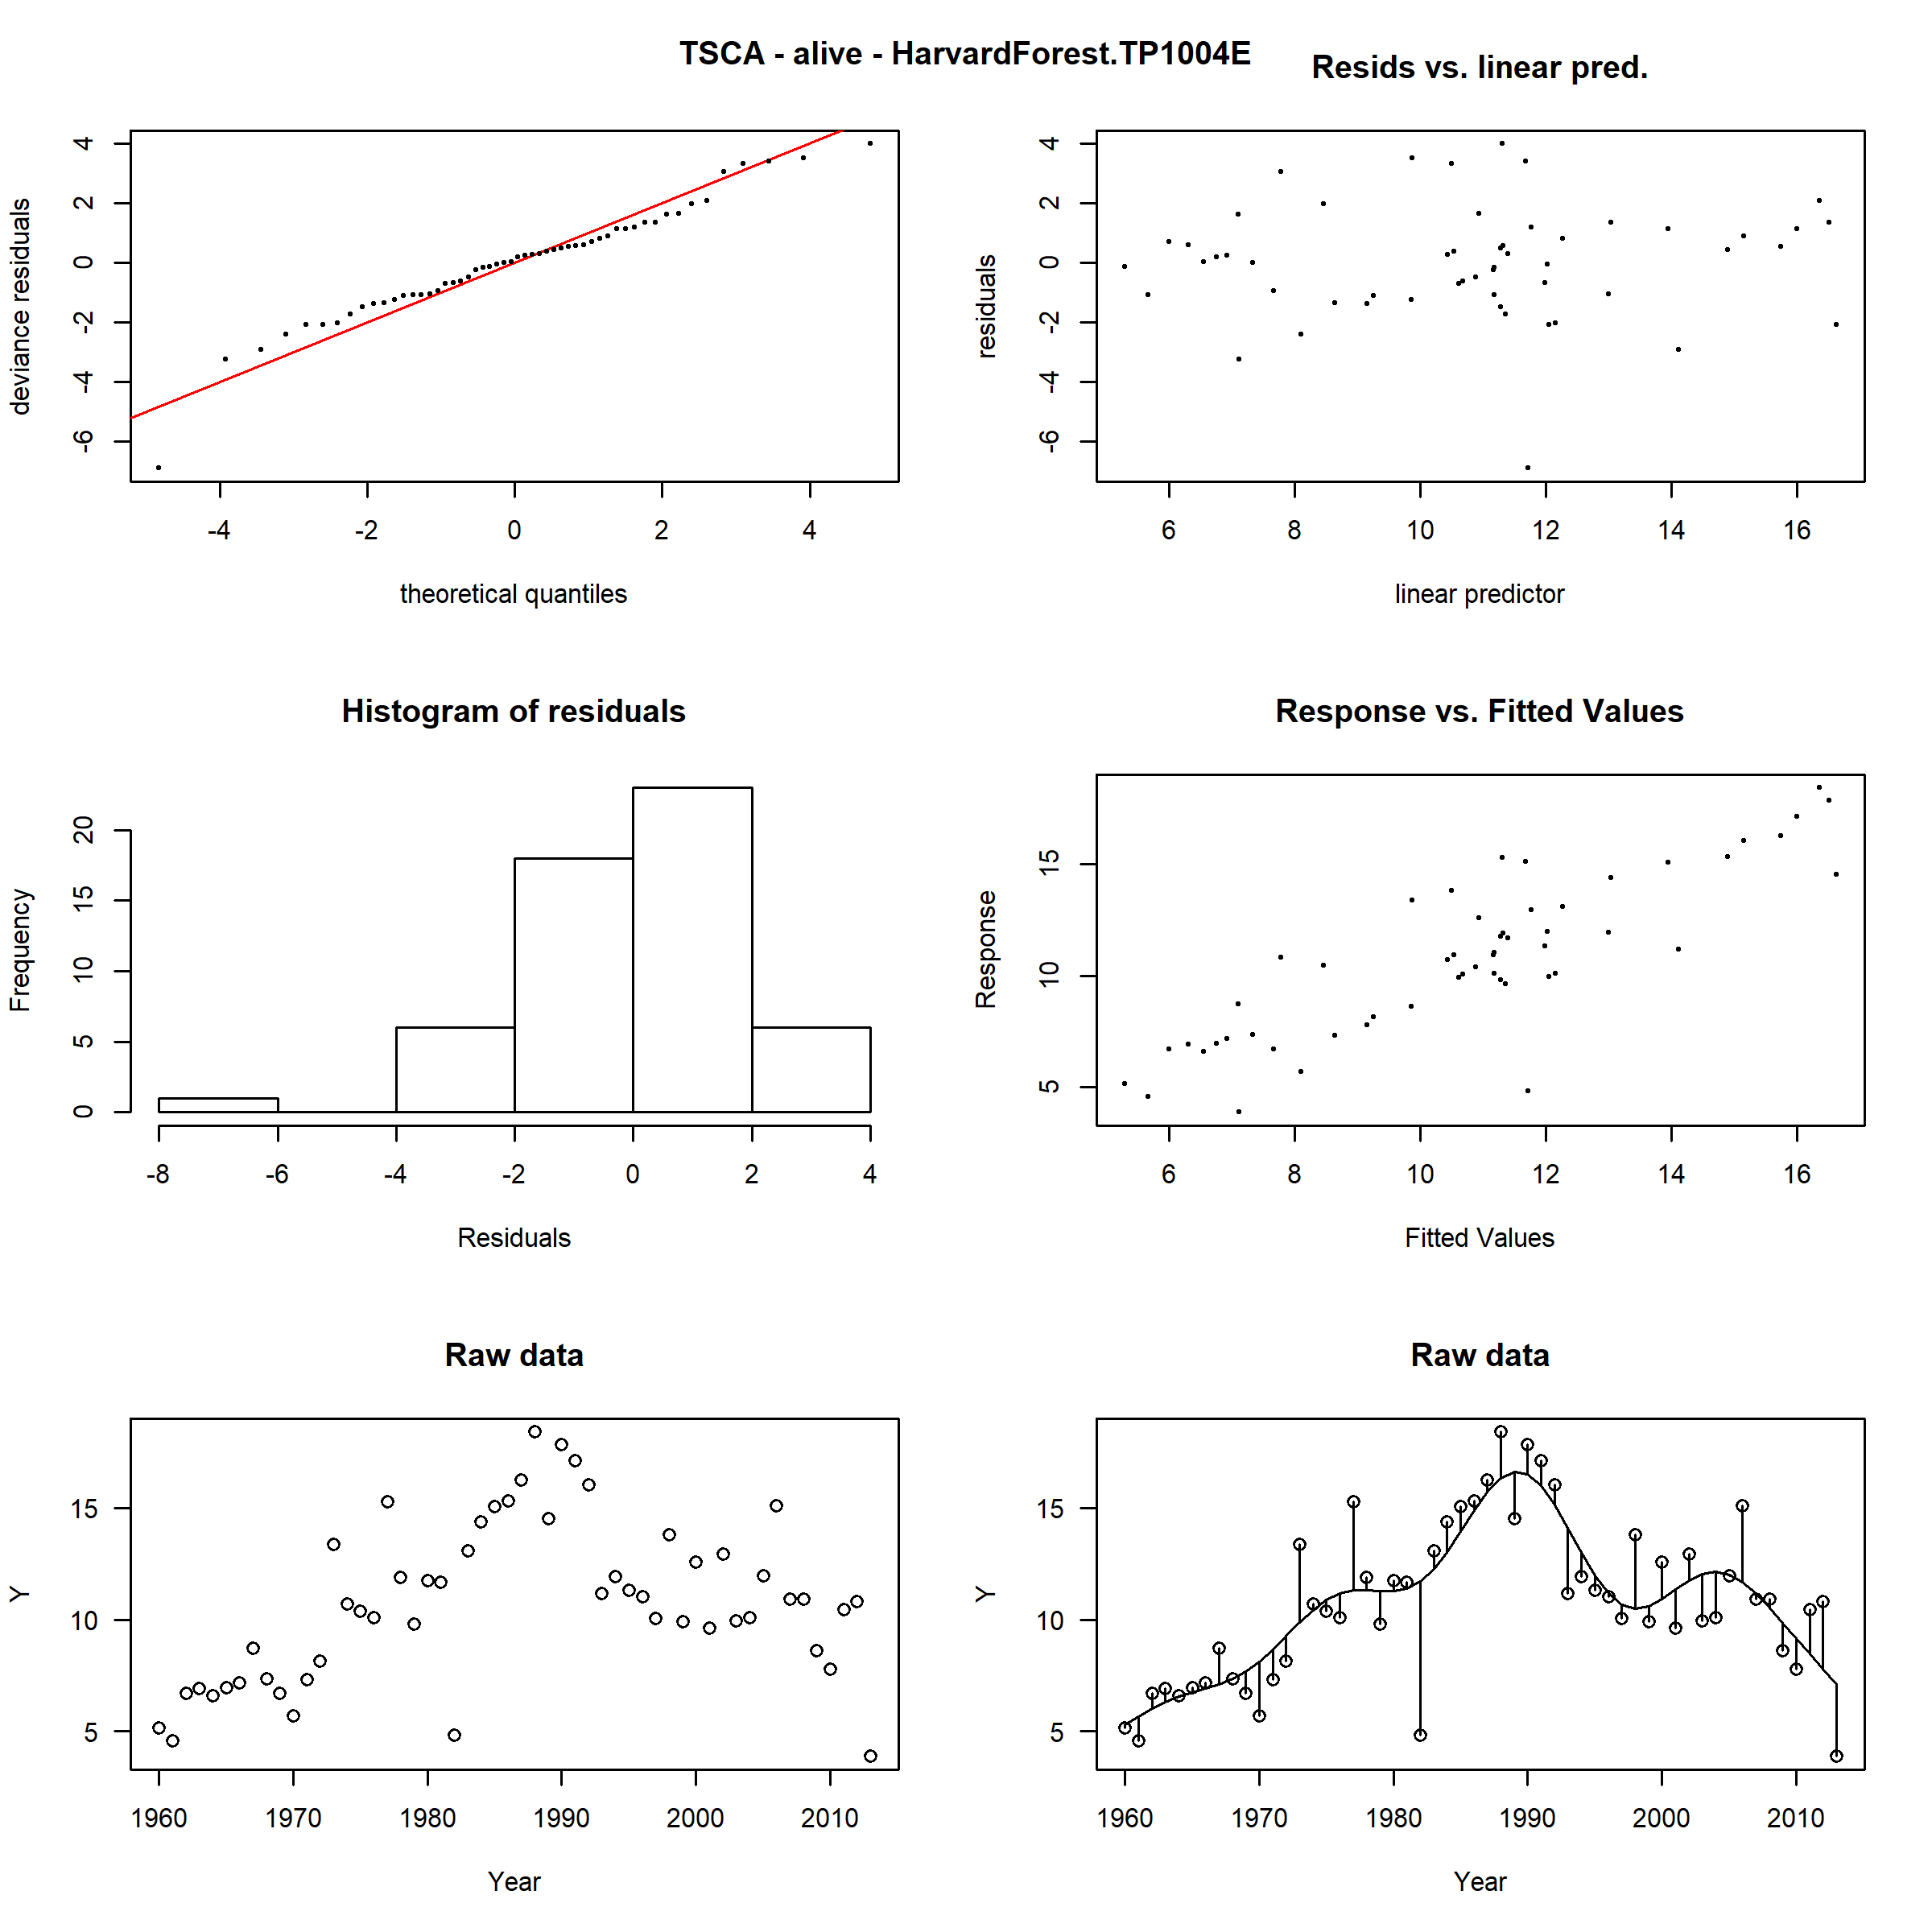 TSCA - alive - HarvardForest.TP1004E
Resids vs. linear pred.
deviance residuals
4
2
0
-2
-4
-6
-4 -2 0 2 4
theoretical quantiles
residuals
4
2
0
-2
-4
-6
6 8 10 12 14 16
linear predictor
Histogram of residuals
Frequency
20
15
10
5
0
-8 -6 -4 -2 0 2 4
Residuals
Response vs. Fitted Values
Response
15
10
5
6 8 10 12 14 16
Fitted Values
Raw data
Y
15
10
5
1960 1970 1980 1990 2000 2010
Year
Raw data
Y
15
10
5
1960 1970 1980 1990 2000 2010
Year